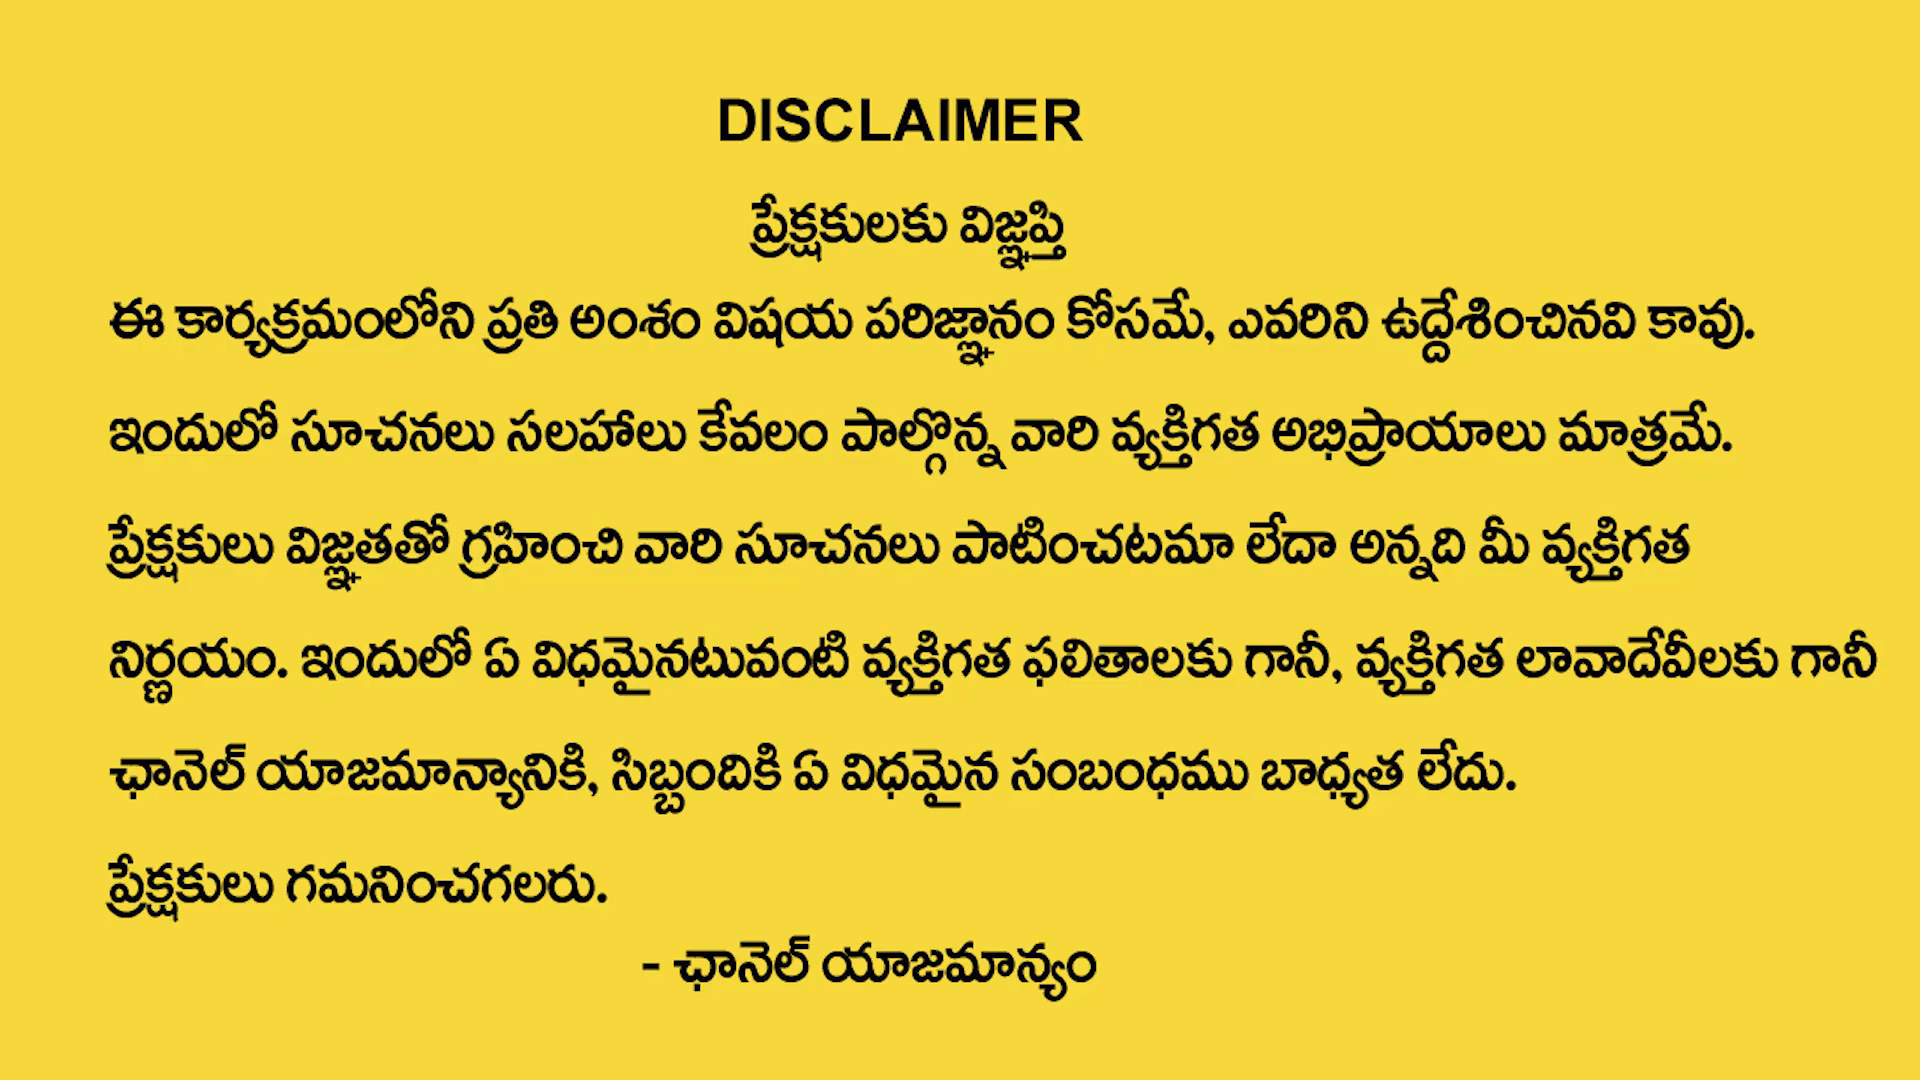 DISCLAIMER
ప్రేక్షకులకు విజ్ఞప్తి
ఈ కార్యక్రమంలోని ప్రతి అంశం విషయ పరిజ్ఞానం కోసమే, ఎవరిని ఉద్దేశించినవి కావు.
ఇందులో సూచనలు సలహాలు కేవలం పాల్గొన్న వారి వ్యక్తిగత అభిప్రాయాలు మాత్రమే.
ప్రేక్షకులు విజ్ఞతతో గ్రహించి వారి సూచనలు పాటించటమా లేదా అన్నది మీ వ్యక్తిగత
నిర్ణయం. ఇందులో ఏ విధమైనటువంటి వ్యక్తిగత ఫలితాలకు గానీ, వ్యక్తిగత లావాదేవీలకు గానీ
ఛానెల్ యాజమాన్యానికి, సిబ్బందికి ఏ విధమైన సంబంధము బాధ్యత లేదు.
ప్రేక్షకులు గమనించగలరు.
- ఛానెల్ యాజమాన్యం